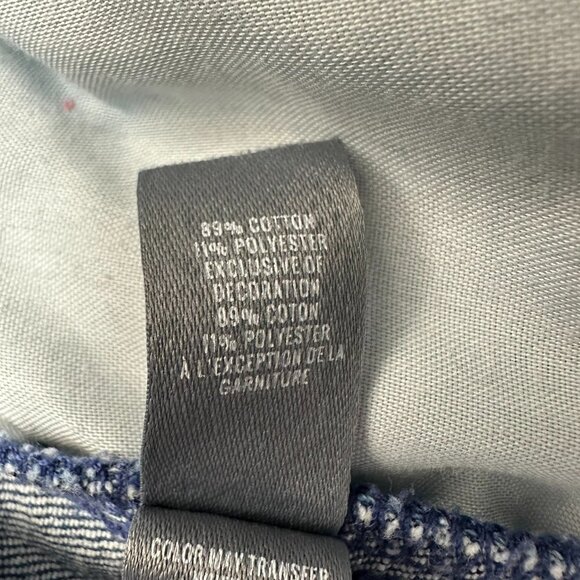 89% COTTON
11% POLYESTER
EXCLUSIVE OF
DECORATION
89% COTON
11% POLYESTER
À L'EXCEPTION DE LA
GARNITURE
COLOR MAY TRANSFER